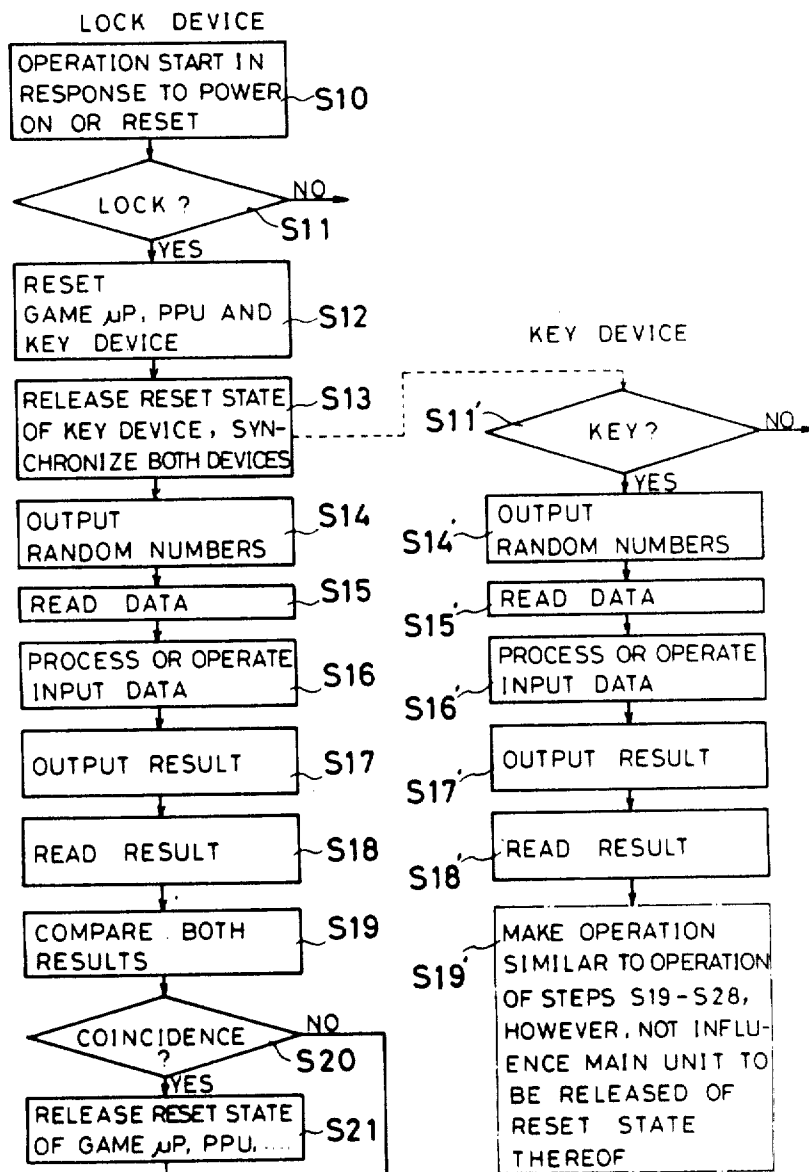 LOCK DEVICE
OPERATION START IN
RESPONSE TO POWER
ON OR RESET
S10
LOCK?
NO
S11
YES
RESET
GAME µP, PPU AND
KEY DEVICE
S12
RELEASE RESET STATE
OF KEY DEVICE, SYN-
CHRONIZE BOTH DEVICES
S13
OUTPUT
RANDOM NUMBERS
S14
READ DATA
S15
PROCESS OR OPERATE
INPUT DATA
S16
OUTPUT RESULT
S17
READ RESULT
S18
COMPARE BOTH
RESULTS
S19
COINCIDENCE
?
NO
S20
YES
RELEASE RESET STATE
OF GAME µP, PPU, ....
S21
KEY DEVICE
S11'
KEY?
NO
YES
OUTPUT
RANDOM NUMBERS
S14'
READ DATA
S15'
PROCESS OR OPERATE
INPUT DATA
S16'
OUTPUT RESULT
S17'
READ RESULT
S18'
S19'
MAKE OPERATION
SIMILAR TO OPERATION
OF STEPS S19-S28,
HOWEVER, NOT INFLU-
ENCE MAIN UNIT TO
BE RELEASED OF
RESET STATE
THEREOF